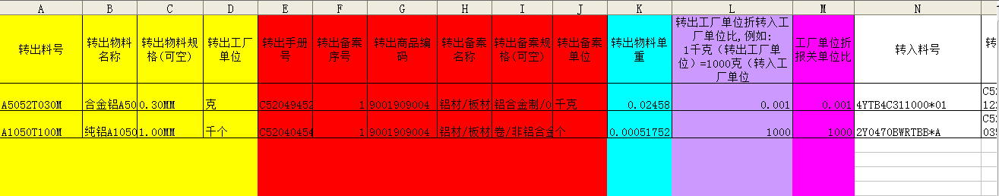 A B C D E F G H I J K L M N
转出料号
转出物料
名称
转出物料规
格(可空)
转出工厂
单位
转出手册
号
转出备案
序号
转出商品编
码
转出备案
名称
转出备案规
格(可空)
转出备案
单位
转出物料单
重
转出工厂单位折转入工
厂单位比,例如:
1千克（转出工厂单
位）=1000克（转入工
厂单位
工厂单位折
报关单位比
转入料号
转
A5052T030M 合金铝A50 0.30MM 克 C52049452 1 9001909004 铝材/板材 铝合金制/0 千克 0.02458 0.001 0.001 4YTB4C311000*01 C52
122
A1050T100M 纯铝A1050 1.00MM 千个 C52040454 1 9001909004 铝材/板材 卷/非铝合金 个 0.00051752 1000 1000 2Y0470BWRTBB*A C52
035